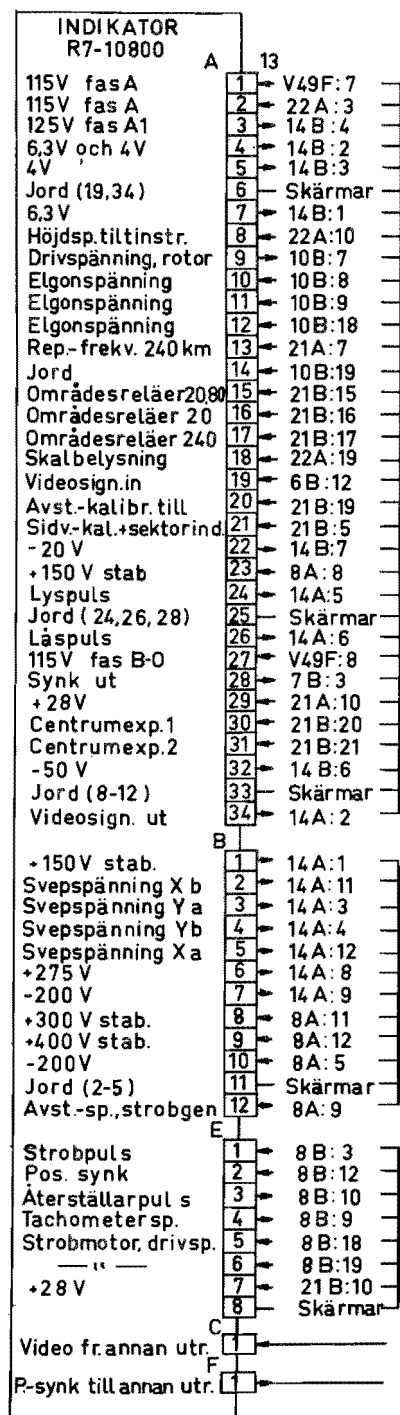 INDIKATOR
R7-10800
A 13
115V fas A 1 V49F:7
115V fas A 2 22A:3
125V fas A1 3 14B:4
6,3V och 4V 4 14B:2
4V 5 14B:3
Jord (19,34) 6 Skärmar
6,3V 7 14B:1
Höjdsp. tiltinstr. 8 22A:10
Drivspänning, rotor 9 10B:7
Elgonspänning 10 10B:8
Elgonspänning 11 10B:9
Elgonspänning 12 10B:18
Rep.-frekv. 240 km 13 21A:7
Jord 14 10B:19
Områdesreläer 20,80 15 21B:15
Områdesreläer 20 16 21B:16
Områdesreläer 240 17 21B:17
Skalbelysning 18 22A:19
Videosign.in 19 6B:12
Avst.-kalibr. till 20 21B:19
Sidv.-kal.+sektorind. 21 21B:5
-20 V 22 14B:7
+150 V stab 23 8A:8
Lyspuls 24 14A:5
Jord (24,26,28) 25 Skärmar
Låspuls 26 14A:6
115V fas B-0 27 V49F:8
Synk ut 28 7B:3
+28V 29 21A:10
Centrumexp.1 30 21B:20
Centrumexp.2 31 21B:21
-50 V 32 14B:6
Jord (8-12) 33 Skärmar
Videosign. ut 34 14A:2
B
+150V stab. 1 14A:1
Svepspänning Xb 2 14A:11
Svepspänning Ya 3 14A:3
Svepspänning Yb 4 14A:4
Svepspänning Xa 5 14A:12
+275 V 6 14A:8
-200 V 7 14A:9
+300 V stab. 8 8A:11
+400V stab. 9 8A:12
-200V 10 8A:5
Jord (2-5) 11 Skärmar
Avst.-sp., strobgen 12 8A:9
E
Strobpuls 1 8B:3
Pos. synk 2 8B:12
Återställarpuls 3 8B:10
Tachometersp. 4 8B:9
Strobmotor, drivsp. 5 8B:18
— " — 6 8B:19
+28V 7 21B:10
8 Skärmar
C
Video fr. annan utr. 1
F
P-synk till annan utr. 1